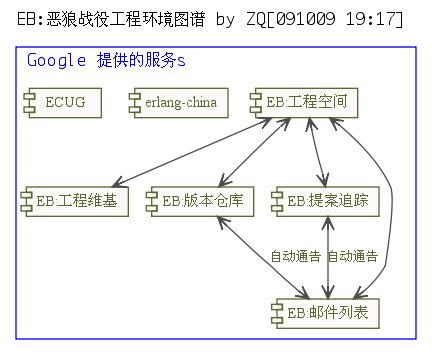 EB:恶狼战役工程环境图谱 by ZQ[091009 19:17]
Google 提供的服务s
ECUG
erlang-china
EB:工程空间
EB:工程维基
EB:版本仓库
EB:提案追踪
自动通告
自动通告
EB:邮件列表